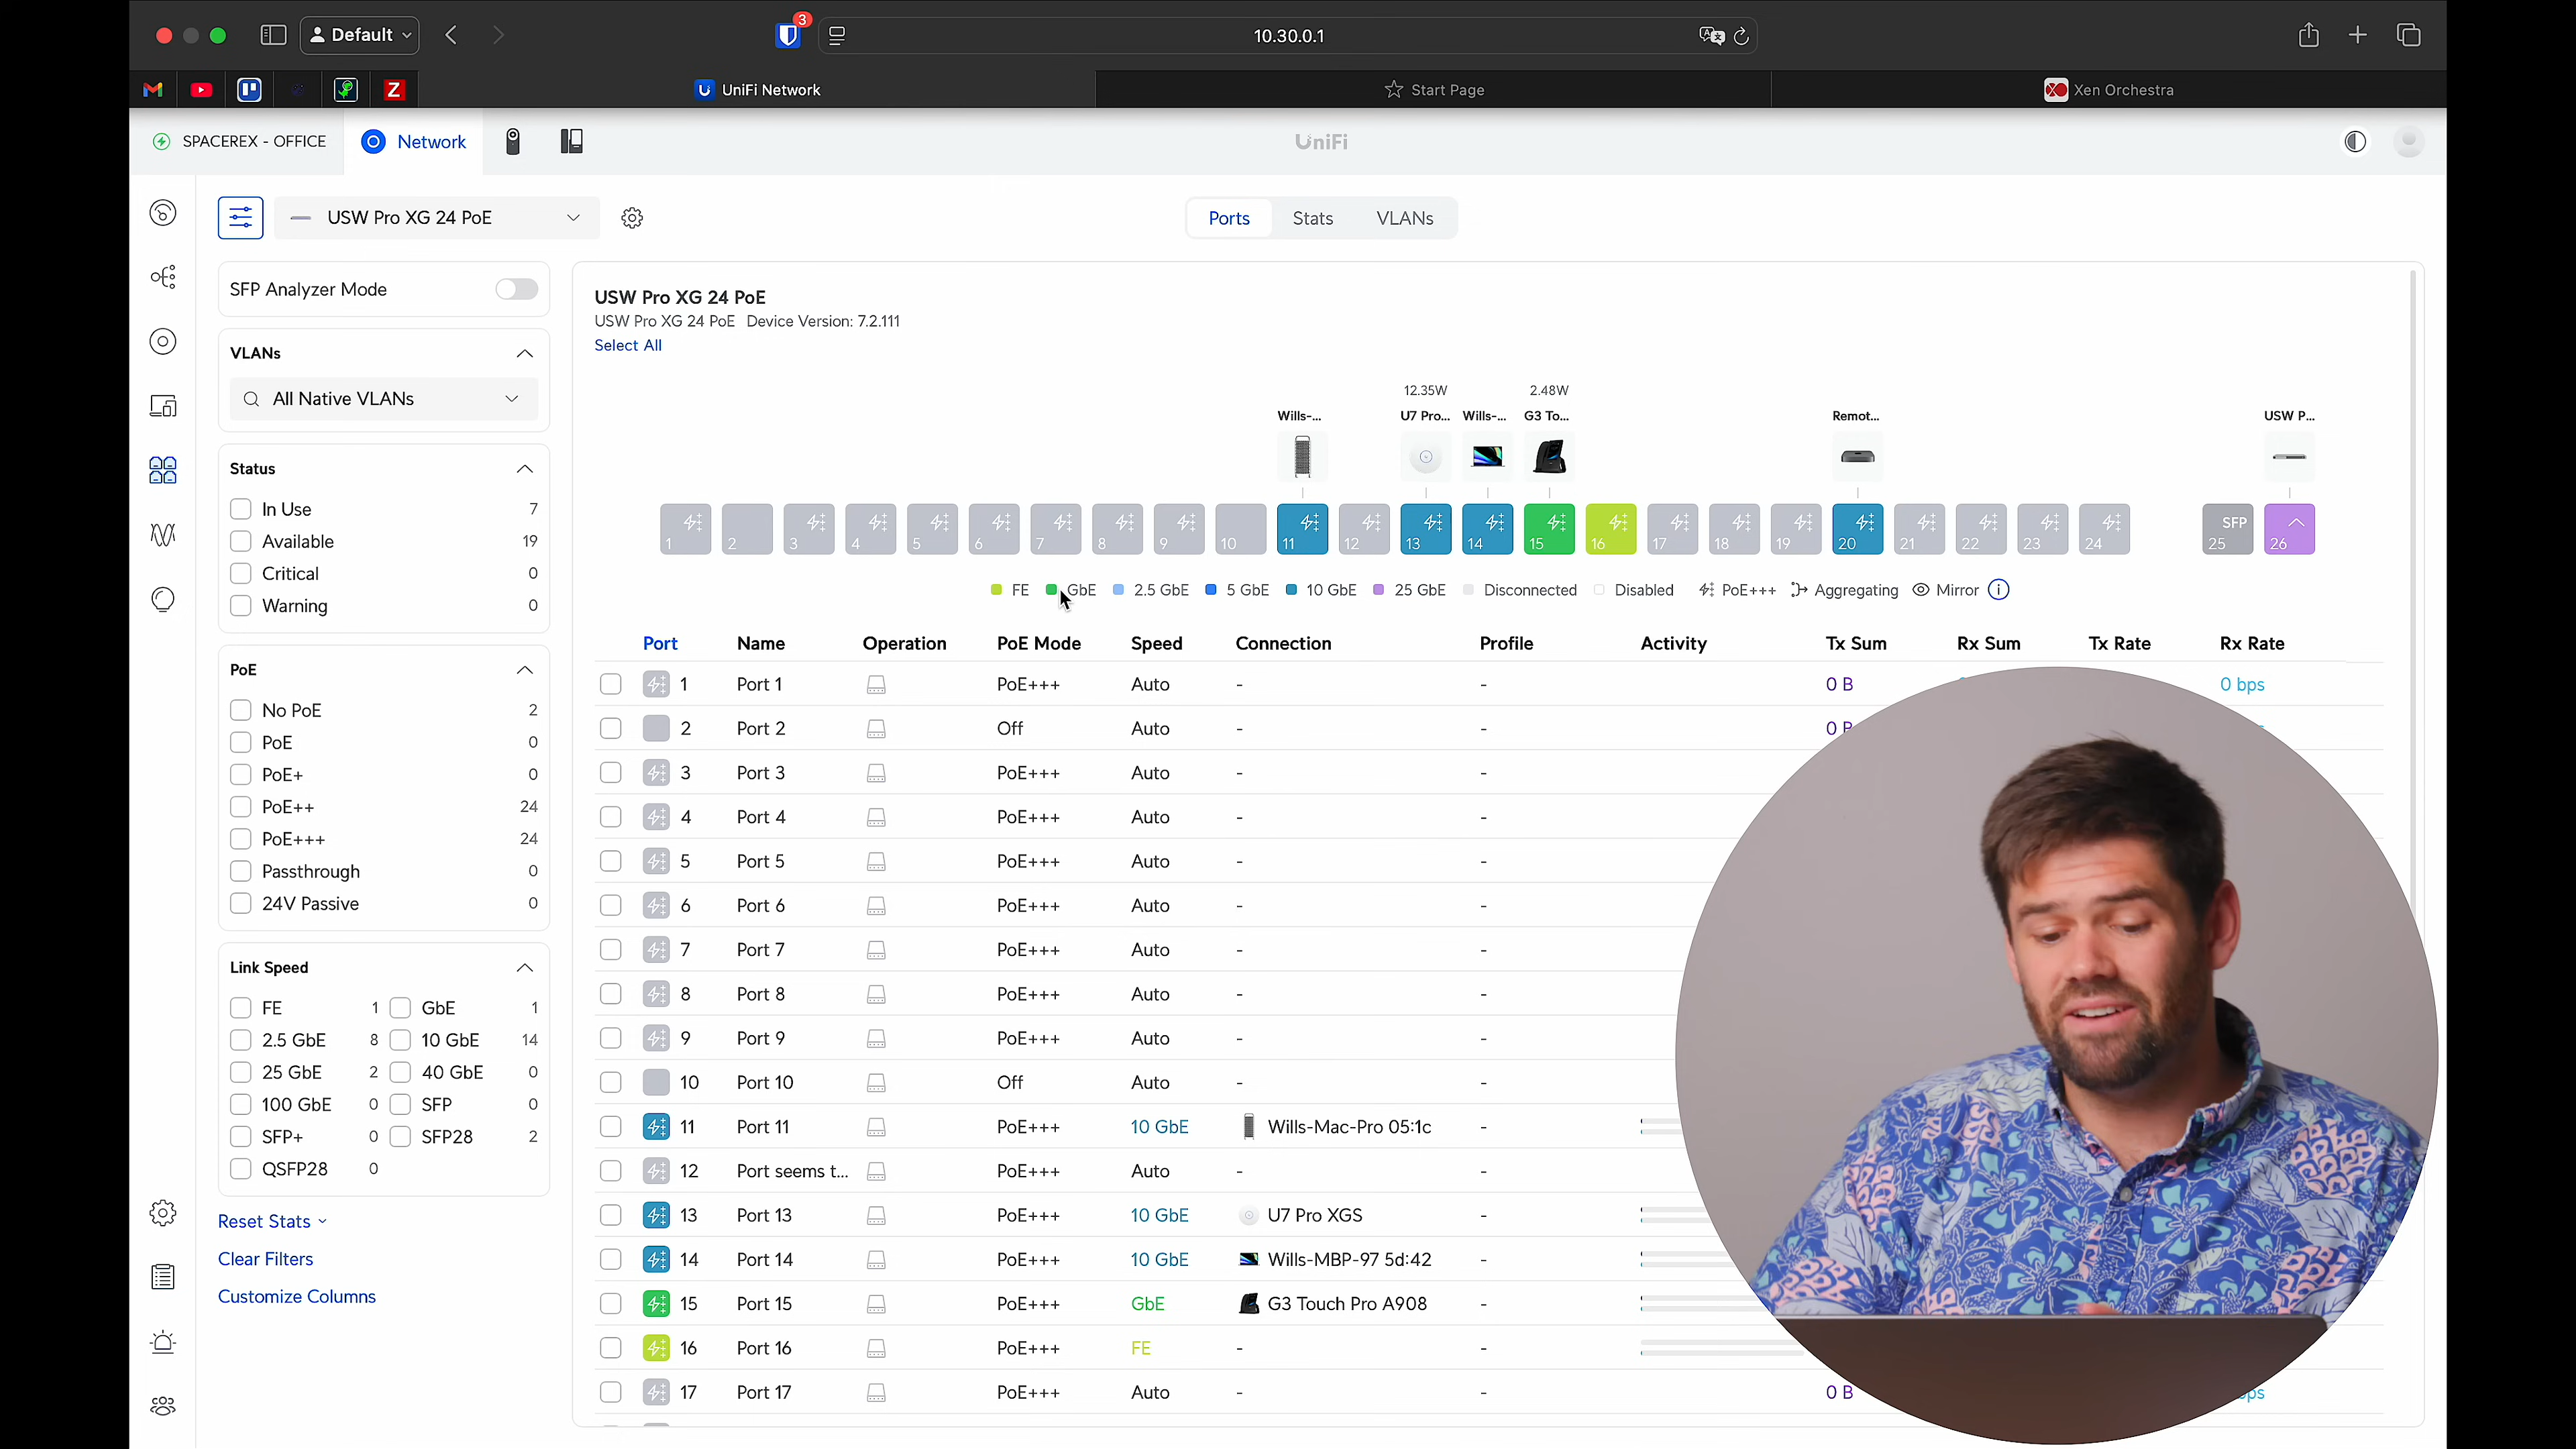 Default
3
10.30.0.1
UniFi Network
Start Page
Xen Orchestra
SPACEREX - OFFICE
Network
UniFi
USW Pro XG 24 PoE
Ports
Stats
VLANs
SFP Analyzer Mode
VLANs
All Native VLANs
Status
In Use 7
Available 19
Critical 0
Warning 0
PoE
No PoE 2
PoE 0
PoE+ 0
PoE++ 24
PoE+++ 24
Passthrough 0
24V Passive 0
Link Speed
FE 1 GbE 1
2.5 GbE 8 10 GbE 14
25 GbE 2 40 GbE 0
100 GbE 0 SFP 0
SFP+ 0 SFP28 2
QSFP28 0
Reset Stats
Clear Filters
Customize Columns
USW Pro XG 24 PoE
USW Pro XG 24 PoE Device Version: 7.2.111
Select All
12.35W 2.48W
Wills-... U7 Pro... Wills-... G3 To... Remot... USW P...
SFP
1 2 3 4 5 6 7 8 9 10 11 12 13 14 15 16 17 18 19 20 21 22 23 24 25 26
FE GbE 2.5 GbE 5 GbE 10 GbE 25 GbE Disconnected Disabled PoE+++ Aggregating Mirror
Port Name Operation PoE Mode Speed Connection Profile Activity Tx Sum Rx Sum Tx Rate Rx Rate
1 Port 1 PoE+++ Auto - - 0 B 0 bps
2 Port 2 Off Auto - - 0 B
3 Port 3 PoE+++ Auto - -
4 Port 4 PoE+++ Auto - -
5 Port 5 PoE+++ Auto - -
6 Port 6 PoE+++ Auto - -
7 Port 7 PoE+++ Auto - -
8 Port 8 PoE+++ Auto - -
9 Port 9 PoE+++ Auto - -
10 Port 10 Off Auto - -
11 Port 11 PoE+++ 10 GbE Wills-Mac-Pro 05:1c -
12 Port seems t... PoE+++ Auto - -
13 Port 13 PoE+++ 10 GbE U7 Pro XGS -
14 Port 14 PoE+++ 10 GbE Wills-MBP-97 5d:42 -
15 Port 15 PoE+++ GbE G3 Touch Pro A908 -
16 Port 16 PoE+++ FE - -
17 Port 17 PoE+++ Auto - - 0 B